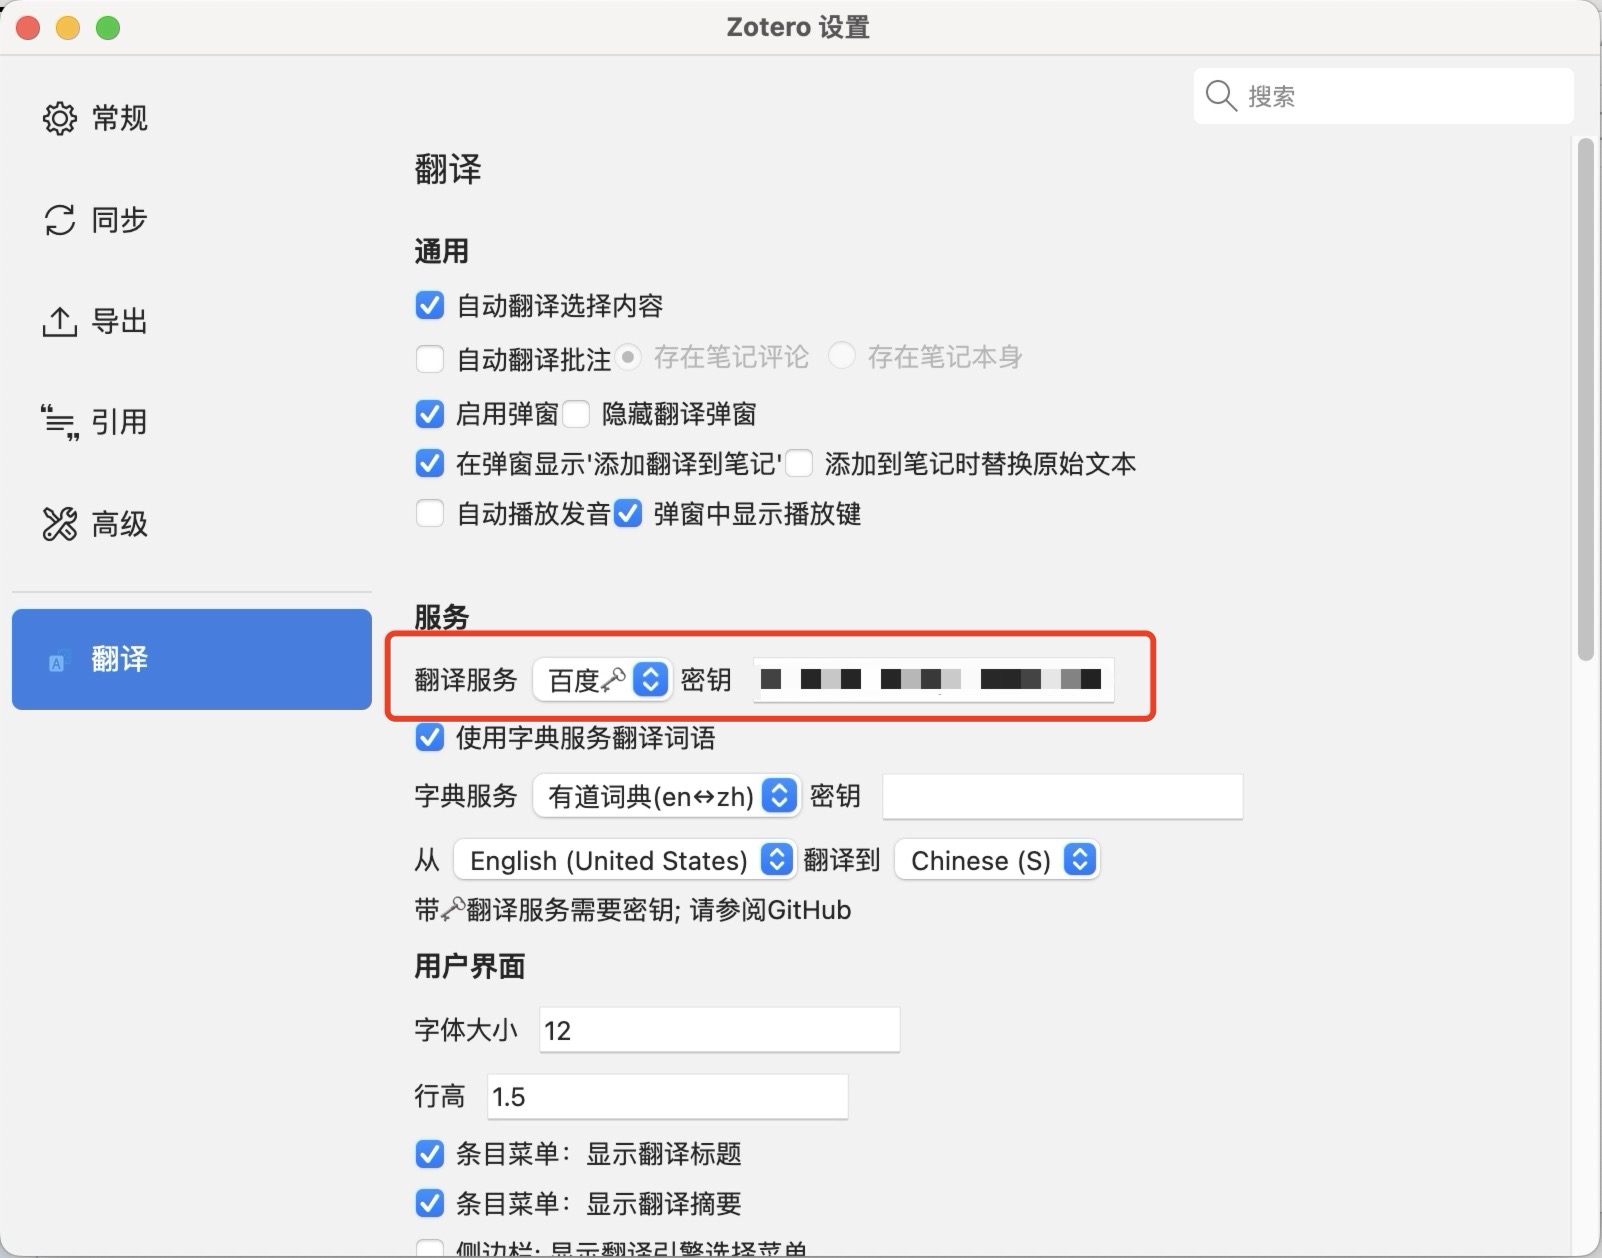 Zotero 设置
搜索
常规
同步
导出
引用
高级
翻译
翻译
通用
自动翻译选择内容
自动翻译批注 存在笔记评论 存在笔记本身
启用弹窗 隐藏翻译弹窗
在弹窗显示'添加翻译到笔记' 添加到笔记时替换原始文本
自动播放发音 弹窗中显示播放键
服务
翻译服务 百度🗝 密钥
使用字典服务翻译词语
字典服务 有道词典(en↔zh) 密钥
从 English (United States) 翻译到 Chinese (S)
带🗝翻译服务需要密钥; 请参阅GitHub
用户界面
字体大小 12
行高 1.5
条目菜单：显示翻译标题
条目菜单：显示翻译摘要
侧边栏: 显示翻译引擎选择菜单